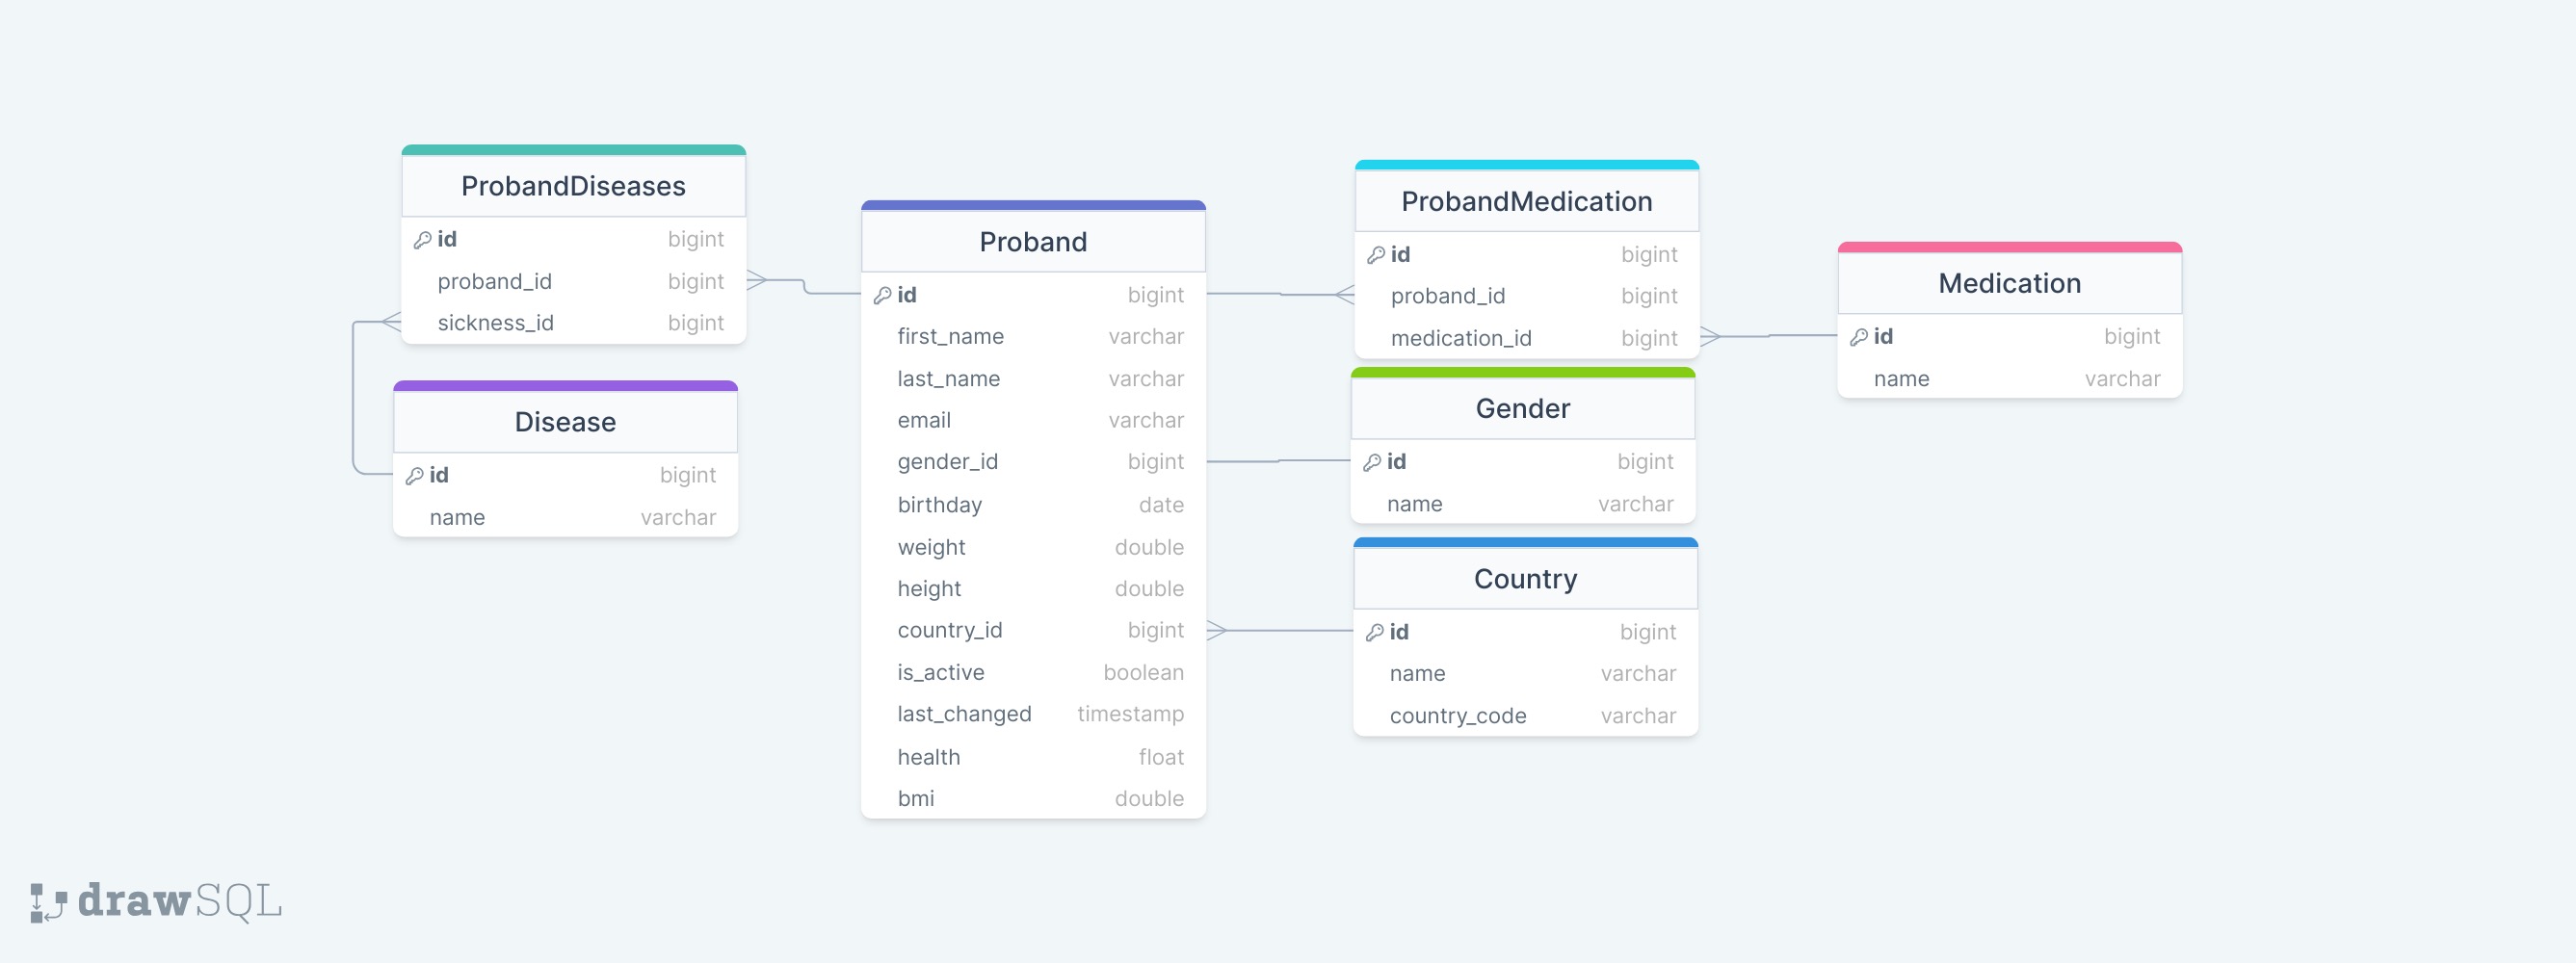 ProbandDiseases
id bigint
proband_id bigint
sickness_id bigint
Disease
id bigint
name varchar
Proband
id bigint
first_name varchar
last_name varchar
email varchar
gender_id bigint
birthday date
weight double
height double
country_id bigint
is_active boolean
last_changed timestamp
health float
bmi double
ProbandMedication
id bigint
proband_id bigint
medication_id bigint
Gender
id bigint
name varchar
Country
id bigint
name varchar
country_code varchar
Medication
id bigint
name varchar
drawSQL